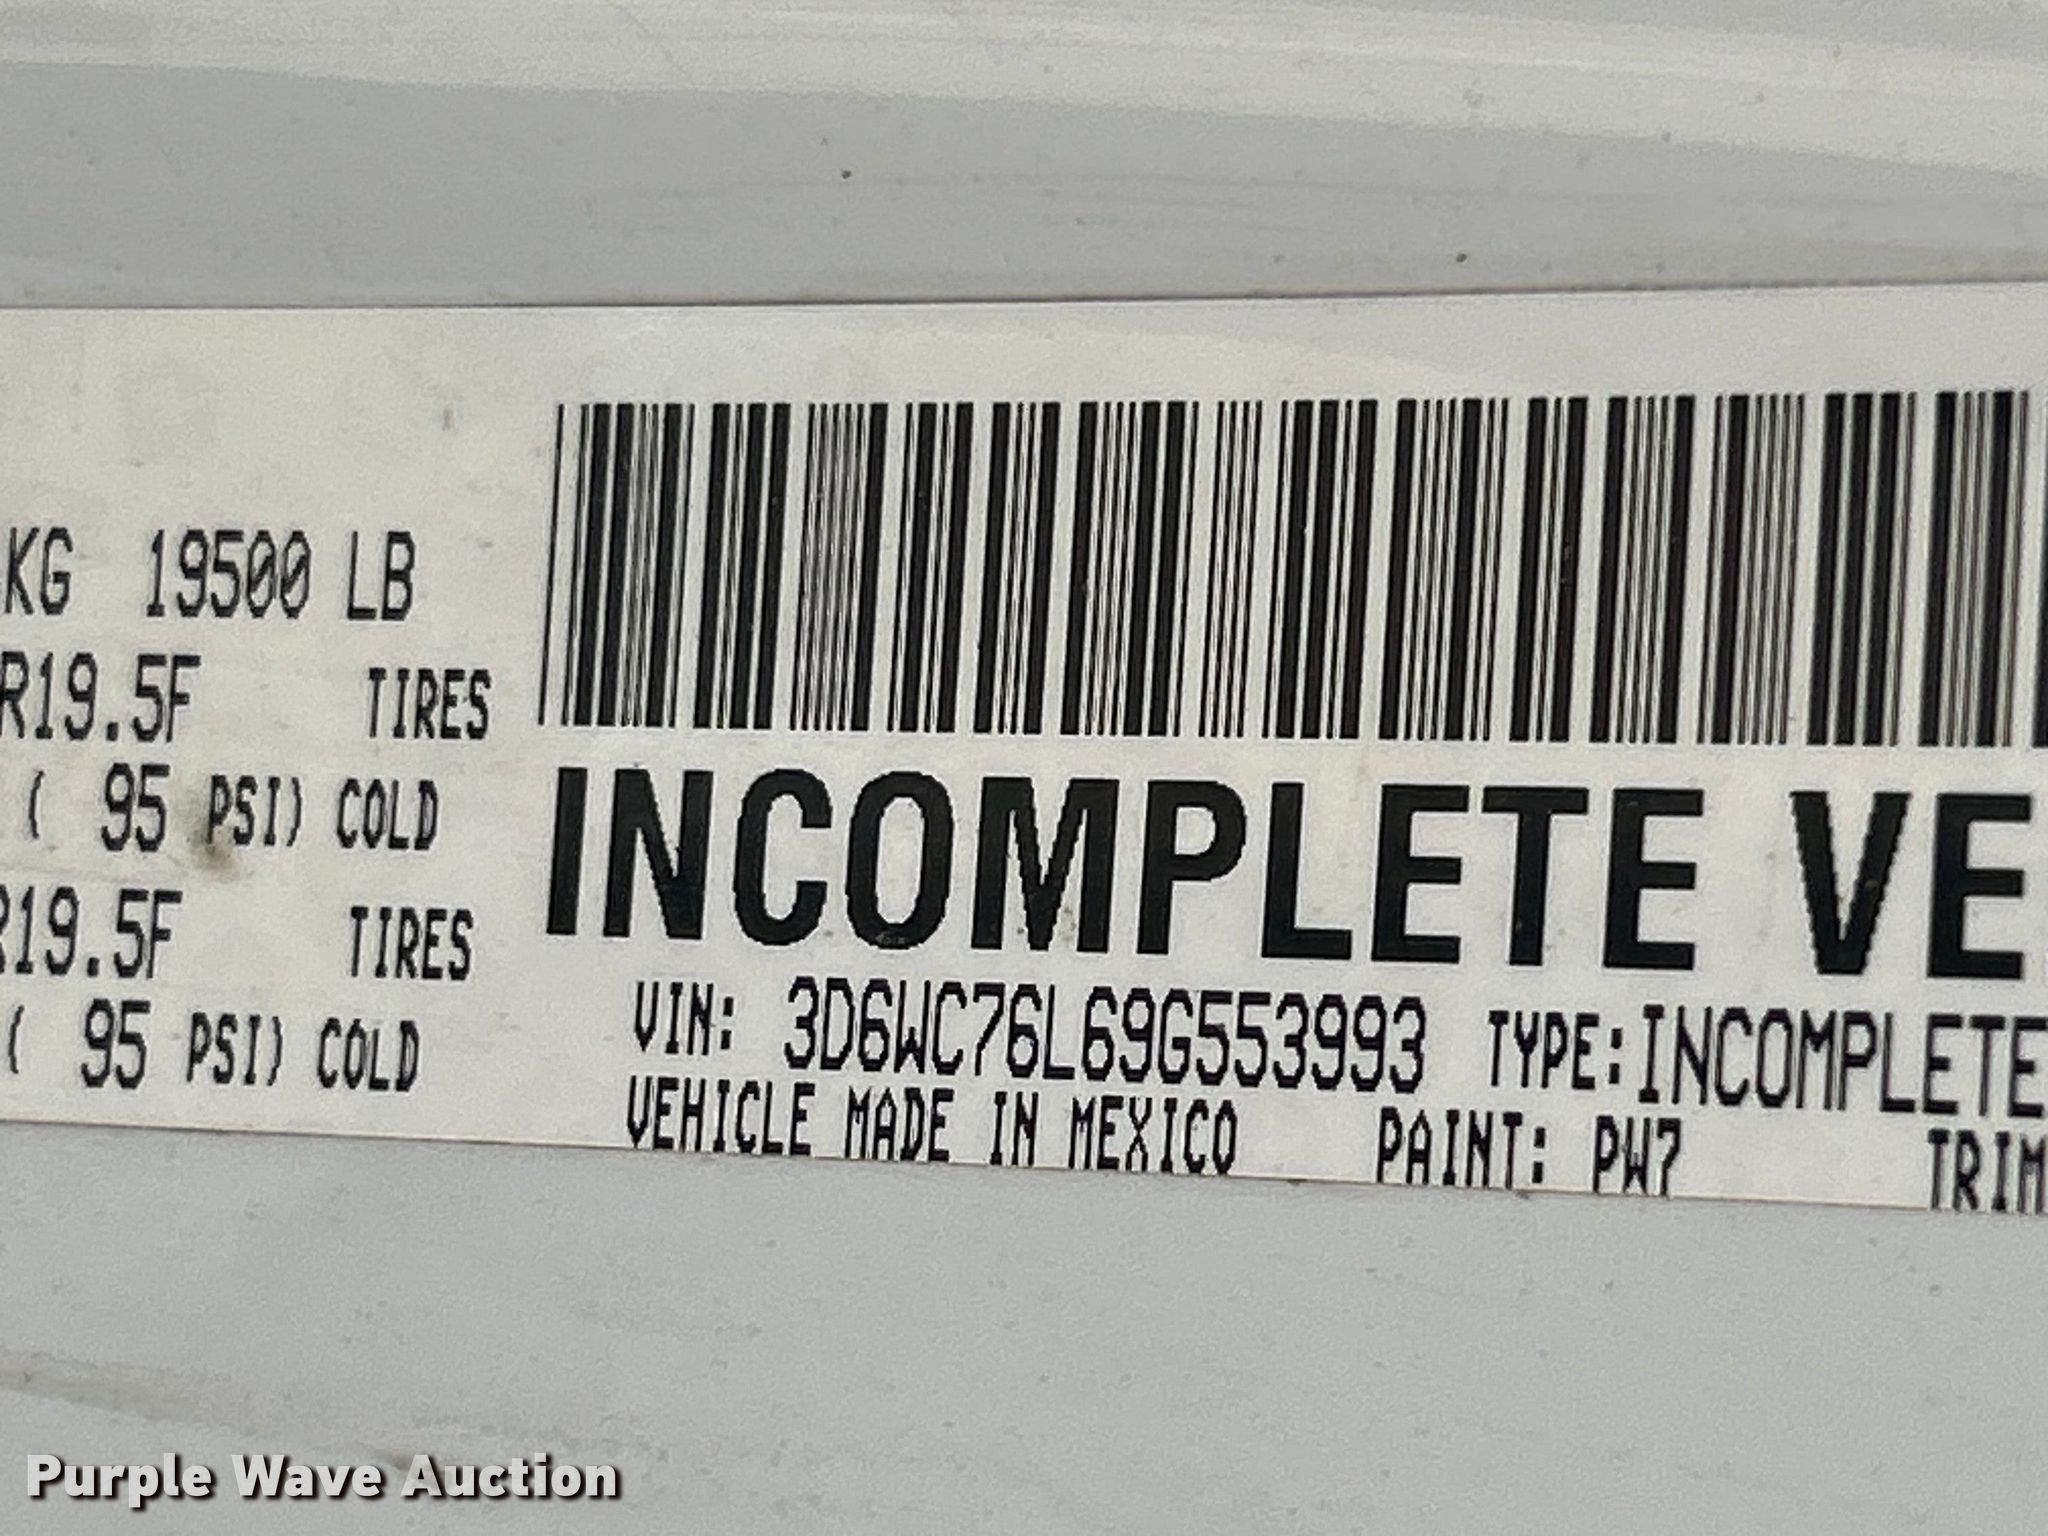 KG 19500 LB
R19.5F TIRES
( 95 PSI) COLD
R19.5F TIRES
( 95 PSI) COLD
INCOMPLETE VE
VIN: 3D6WC76L69G553993 TYPE:INCOMPLETE
VEHICLE MADE IN MEXICO PAINT: PW7 TRIM
Purple Wave Auction